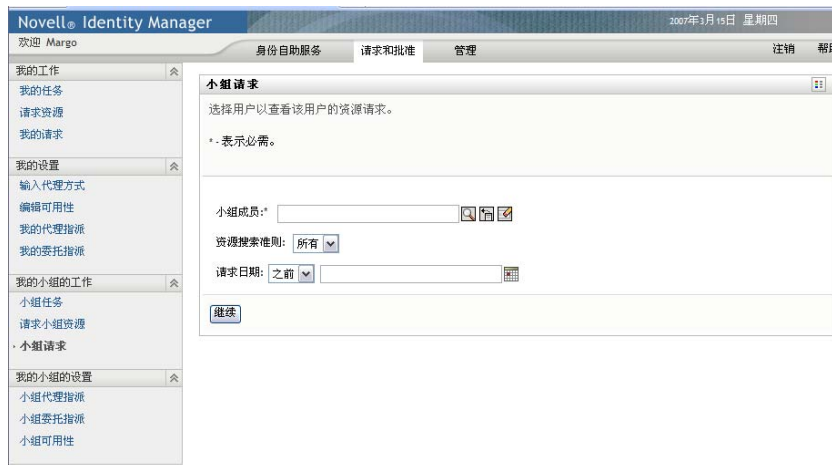 Novell® Identity Manager
2007年3月15日 星期四
欢迎 Margo
身份自助服务 请求和批准 管理
注销 帮助
我的工作
我的任务
请求资源
我的请求
我的设置
输入代理方式
编辑可用性
我的代理指派
我的委托指派
我的小组的工作
小组任务
请求小组资源
· 小组请求
我的小组的设置
小组代理指派
小组委托指派
小组可用性
小组请求
选择用户以查看该用户的资源请求。
* - 表示必需。
小组成员:*
资源搜索准则: 所有
请求日期: 之前
继续